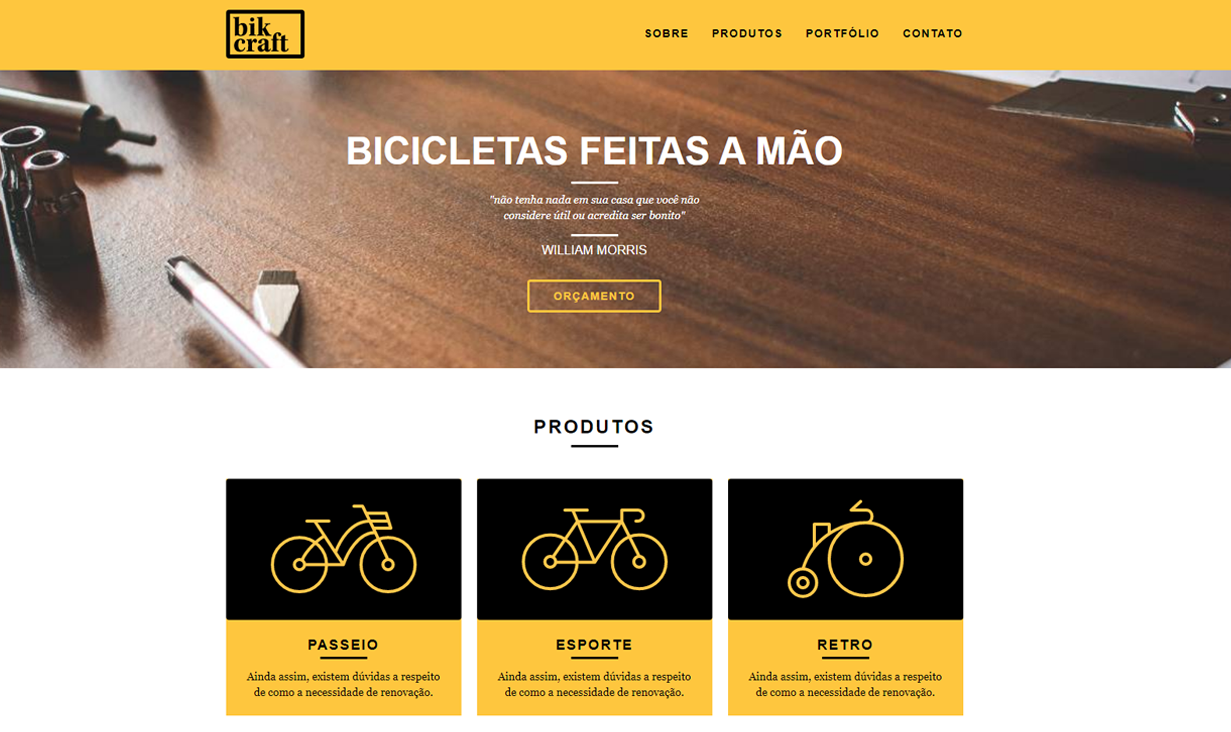 bik
craft
SOBRE PRODUTOS PORTFÓLIO CONTATO
BICICLETAS FEITAS A MÃO
"não tenha nada em sua casa que você não
considere útil ou acredita ser bonito"
WILLIAM MORRIS
ORÇAMENTO
PRODUTOS
PASSEIO
Ainda assim, existem dúvidas a respeito
de como a necessidade de renovação.
ESPORTE
Ainda assim, existem dúvidas a respeito
de como a necessidade de renovação.
RETRO
Ainda assim, existem dúvidas a respeito
de como a necessidade de renovação.